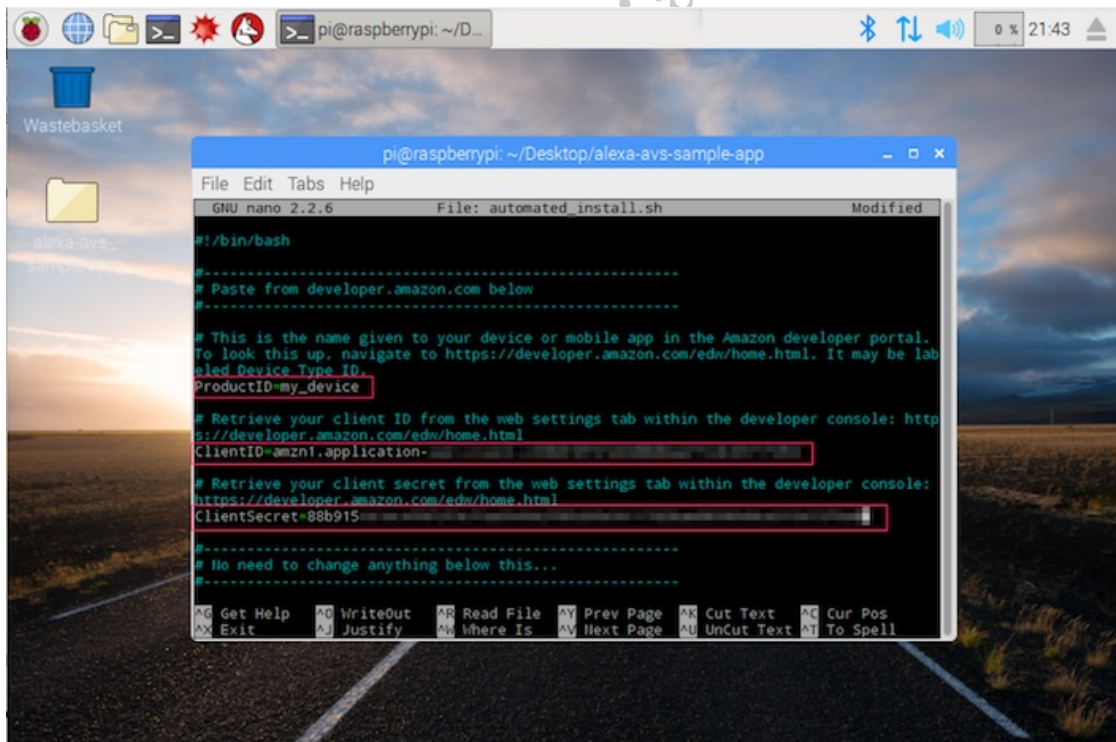 pi@raspberrypi: ~/D...
0 %
21:43
Wastebasket
alexa-avs-
pi@raspberrypi: ~/Desktop/alexa-avs-sample-app
File Edit Tabs Help
GNU nano 2.2.6 File: automated_install.sh Modified
#!/bin/bash
#-------------------------------------------------------
# Paste from developer.amazon.com below
#-------------------------------------------------------
# This is the name given to your device or mobile app in the Amazon developer portal.
To look this up, navigate to https://developer.amazon.com/edw/home.html. It may be lab
eled Device Type ID.
ProductID=my_device
# Retrieve your client ID from the web settings tab within the developer console: http
s://developer.amazon.com/edw/home.html
ClientID=amzn1.application-
# Retrieve your client secret from the web settings tab within the developer console:
https://developer.amazon.com/edw/home.html
ClientSecret=88b915
#-------------------------------------------------------
# No need to change anything below this...
#-------------------------------------------------------
^G Get Help ^O WriteOut ^R Read File ^Y Prev Page ^K Cut Text ^C Cur Pos
^X Exit ^J Justify ^W Where Is ^V Next Page ^U UnCut Text ^T To Spell